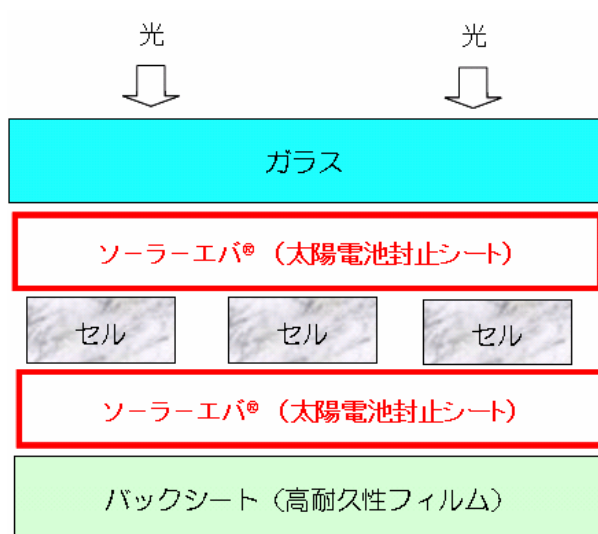 光 光
ガラス
ソーラーエバ®（太陽電池封止シート）
セル セル セル
ソーラーエバ®（太陽電池封止シート）
バックシート（高耐久性フィルム）